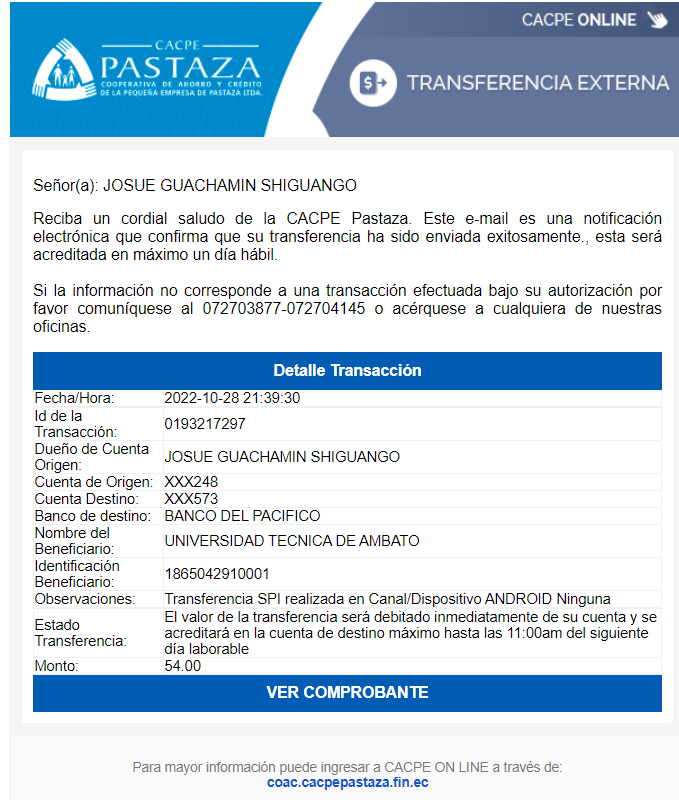 CACPE ONLINE
CACPE
PASTAZA
COOPERATIVA DE AHORRO Y CRÉDITO
DE LA PEQUEÑA EMPRESA DE PASTAZA LTDA.
TRANSFERENCIA EXTERNA
Señor(a): JOSUE GUACHAMIN SHIGUANGO
Reciba un cordial saludo de la CACPE Pastaza. Este e-mail es una notificación
electrónica que confirma que su transferencia ha sido enviada exitosamente., esta será
acreditada en máximo un día hábil.
Si la información no corresponde a una transacción efectuada bajo su autorización por
favor comuníquese al 072703877-072704145 o acérquese a cualquiera de nuestras
oficinas.
Detalle Transacción
Fecha/Hora: 2022-10-28 21:39:30
Id de la
Transacción: 0193217297
Dueño de Cuenta
Origen: JOSUE GUACHAMIN SHIGUANGO
Cuenta de Origen: XXX248
Cuenta Destino: XXX573
Banco de destino: BANCO DEL PACIFICO
Nombre del
Beneficiario: UNIVERSIDAD TECNICA DE AMBATO
Identificación
Beneficiario: 1865042910001
Observaciones: Transferencia SPI realizada en Canal/Dispositivo ANDROID Ninguna
Estado
Transferencia:
El valor de la transferencia será debitado inmediatamente de su cuenta y se
acreditará en la cuenta de destino máximo hasta las 11:00am del siguiente
día laborable
Monto: 54.00
VER COMPROBANTE
Para mayor información puede ingresar a CACPE ON LINE a través de:
coac.cacpepastaza.fin.ec